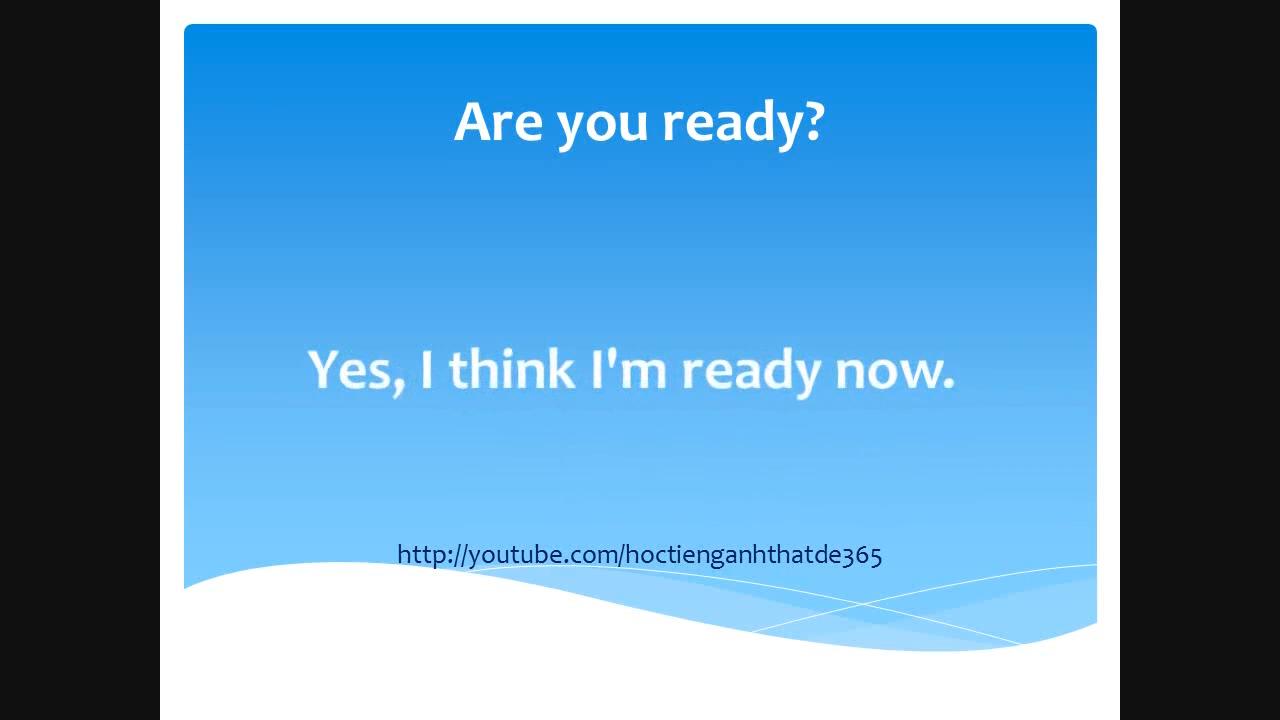 Are you ready?
Yes, I think I'm ready now.
http://youtube.com/hoctienganhthatde365